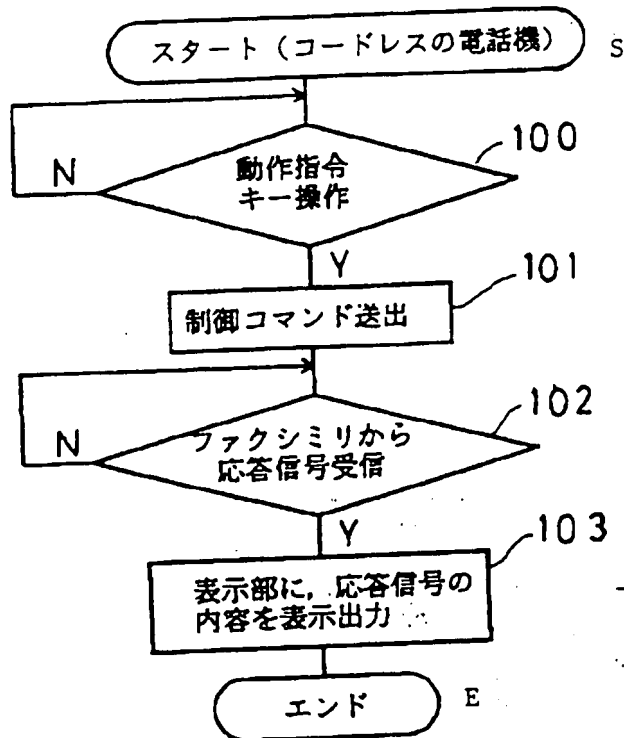 スタート(コードレスの電話機) S
100
動作指令
キー操作
N
Y
101
制御コマンド送出
102
ファクシミリから
応答信号受信
N
Y
103
表示部に,応答信号の
内容を表示出力
エンド E